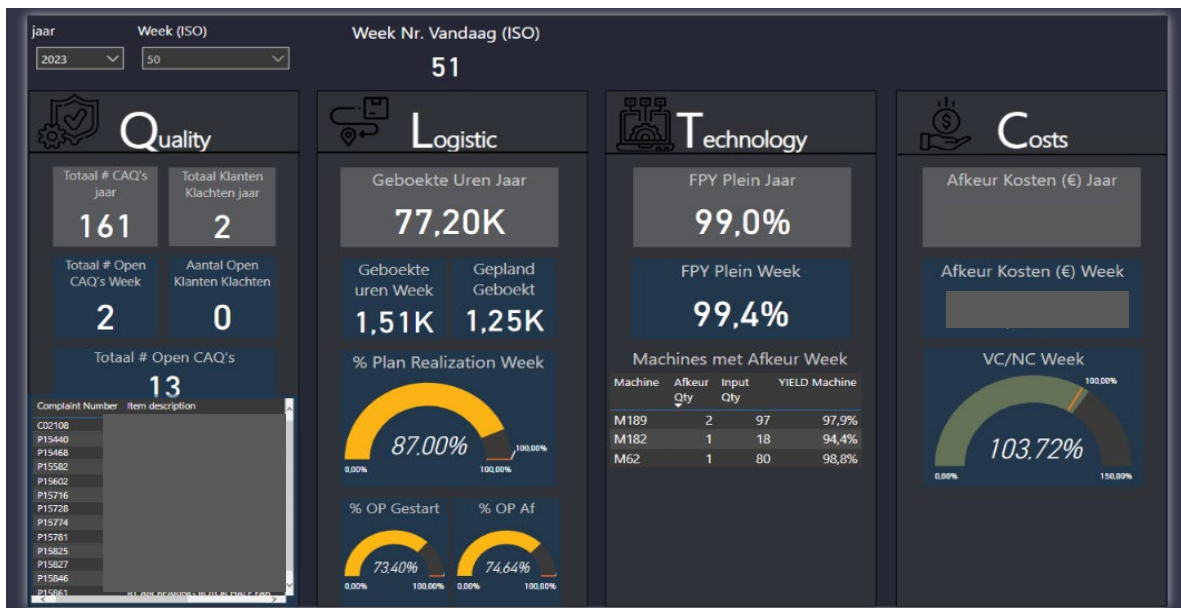 jaar
Week (ISO)
Week Nr. Vandaag (ISO)
2023
50
51
Quality
Totaal # CAQ's
jaar
161
Totaal Klanten
Klachten jaar
2
Totaal # Open
CAQ's Week
2
Aantal Open
Klanten Klachten
0
Totaal # Open CAQ's
13
Complaint Number Item description
C02108
P15440
P15468
P15582
P15602
P15716
P15728
P15774
P15781
P15825
P15827
P15846
P15861
Logistic
Geboekte Uren Jaar
77,20K
Geboekte
uren Week
1,51K
Gepland
Geboekt
1,25K
% Plan Realization Week
87,00%
100,00%
0,00%
100,00%
% OP Gestart
73,40%
0,00%
100,00%
% OP Af
74,64%
0,00%
100,00%
Technology
FPY Plein Jaar
99,0%
FPY Plein Week
99,4%
Machines met Afkeur Week
Machine Afkeur Qty Input Qty YIELD Machine
M189 2 97 97,9%
M182 1 18 94,4%
M62 1 80 98,8%
Costs
Afkeur Kosten (€) Jaar
Afkeur Kosten (€) Week
VC/NC Week
100,00%
103,72%
0,00%
150,00%